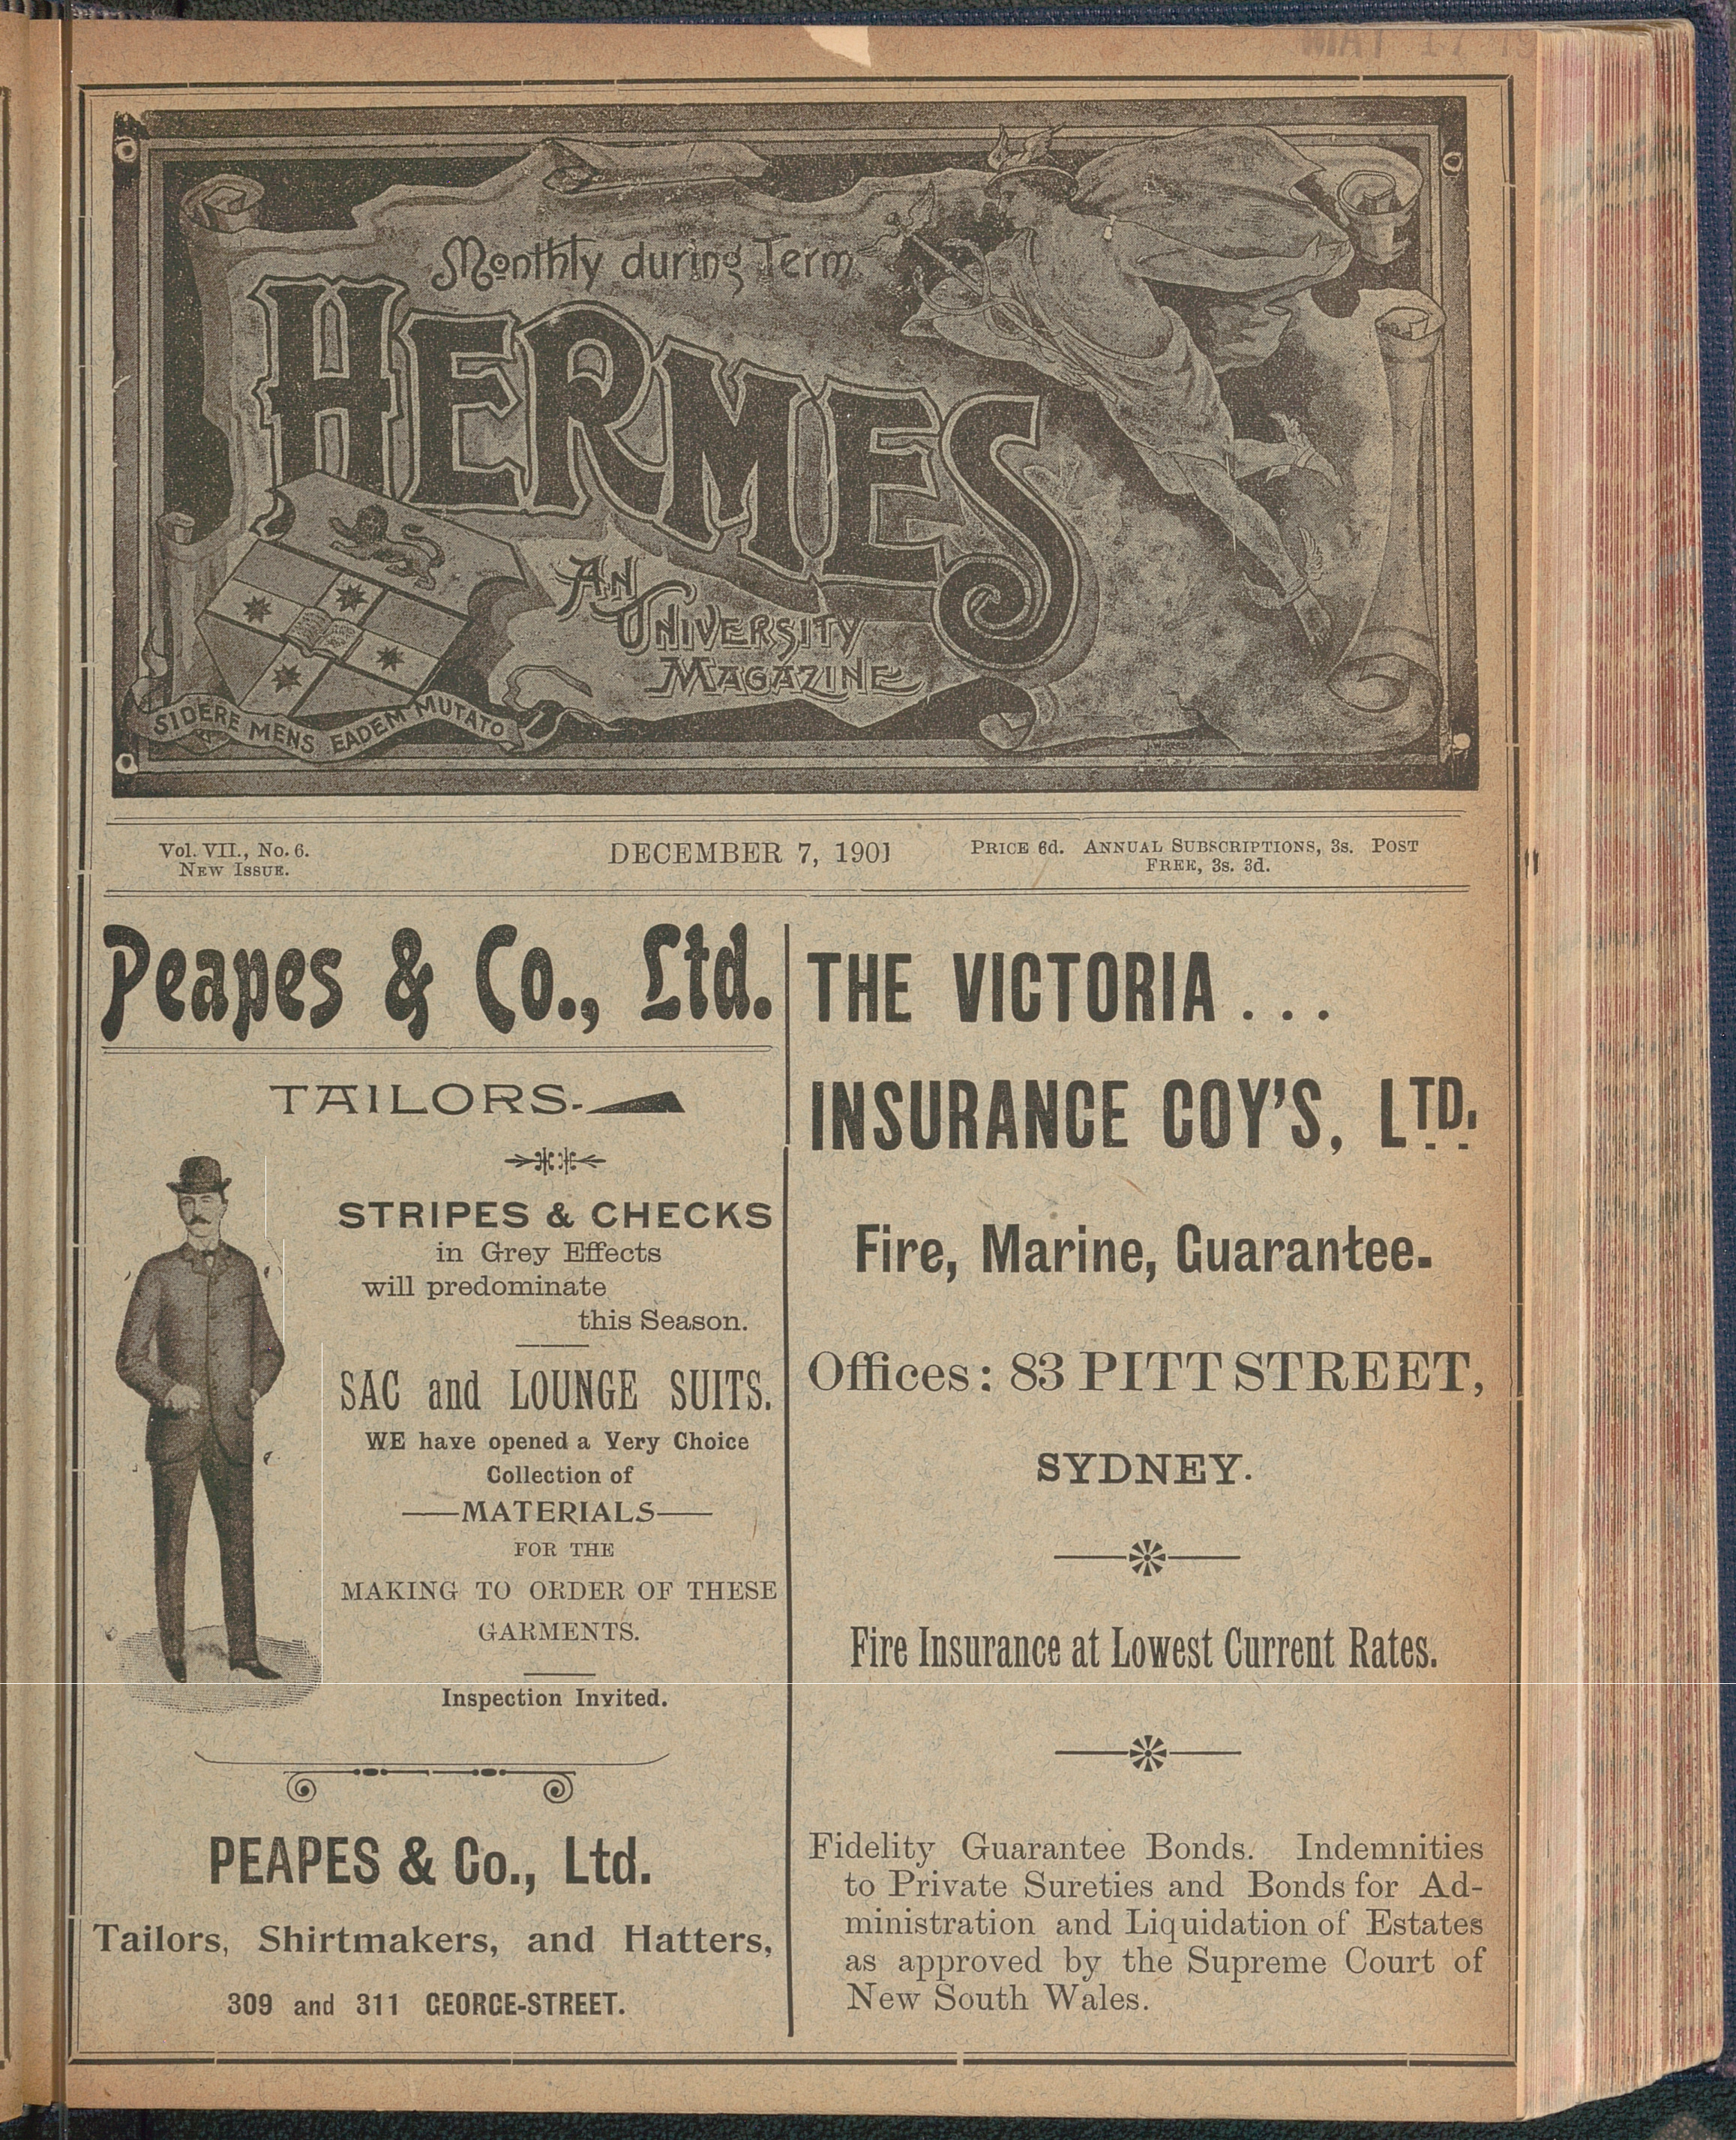 MAY 17 19
Monthly during Term
HERMES
AN
UNIVERSITY
MAGAZINE
SIDERE MENS EADEM MUTATO
Vol. VII., No. 6.
New Issue.
DECEMBER 7, 1901
Price 6d. Annual Subscriptions, 3s. Post
Free, 3s. 3d.
Peapes & Co., Ltd.
TAILORS.
STRIPES & CHECKS
in Grey Effects
will predominate
this Season.
SAC and LOUNGE SUITS.
WE have opened a Very Choice
Collection of
—MATERIALS—
FOR THE
MAKING TO ORDER OF THESE
GARMENTS.
Inspection Invited.
PEAPES & Co., Ltd.
Tailors, Shirtmakers, and Hatters,
309 and 311 GEORGE-STREET.
THE VICTORIA . . .
INSURANCE COY'S, LTD.
Fire, Marine, Guarantee.
Offices: 83 PITT STREET,
SYDNEY.
Fire Insurance at Lowest Current Rates.
Fidelity Guarantee Bonds. Indemnities
to Private Sureties and Bonds for Ad-
ministration and Liquidation of Estates
as approved by the Supreme Court of
New South Wales.